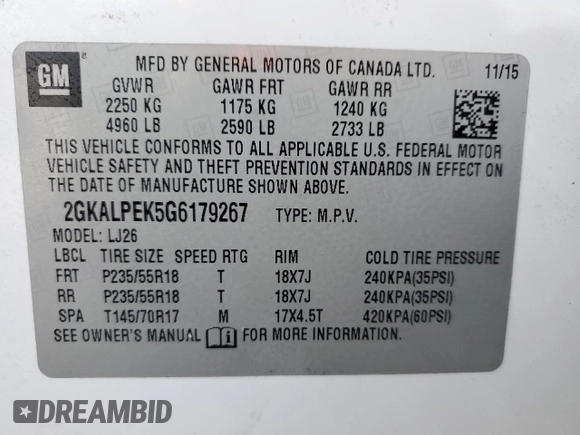 GM
®
MFD BY GENERAL MOTORS OF CANADA LTD. 11/15
GVWR GAWR FRT GAWR RR
2250 KG 1175 KG 1240 KG
4960 LB 2590 LB 2733 LB
THIS VEHICLE CONFORMS TO ALL APPLICABLE U.S. FEDERAL MOTOR
VEHICLE SAFETY AND THEFT PREVENTION STANDARDS IN EFFECT ON
THE DATE OF MANUFACTURE SHOWN ABOVE.
2GKALPEK5G6179267 TYPE: M.P.V.
MODEL: LJ26
LBCL TIRE SIZE SPEED RTG RIM COLD TIRE PRESSURE
FRT P235/55R18 T 18X7J 240KPA(35PSI)
RR P235/55R18 T 18X7J 240KPA(35PSI)
SPA T145/70R17 M 17X4.5T 420KPA(60PSI)
SEE OWNER'S MANUAL FOR MORE INFORMATION.
DREAMBID